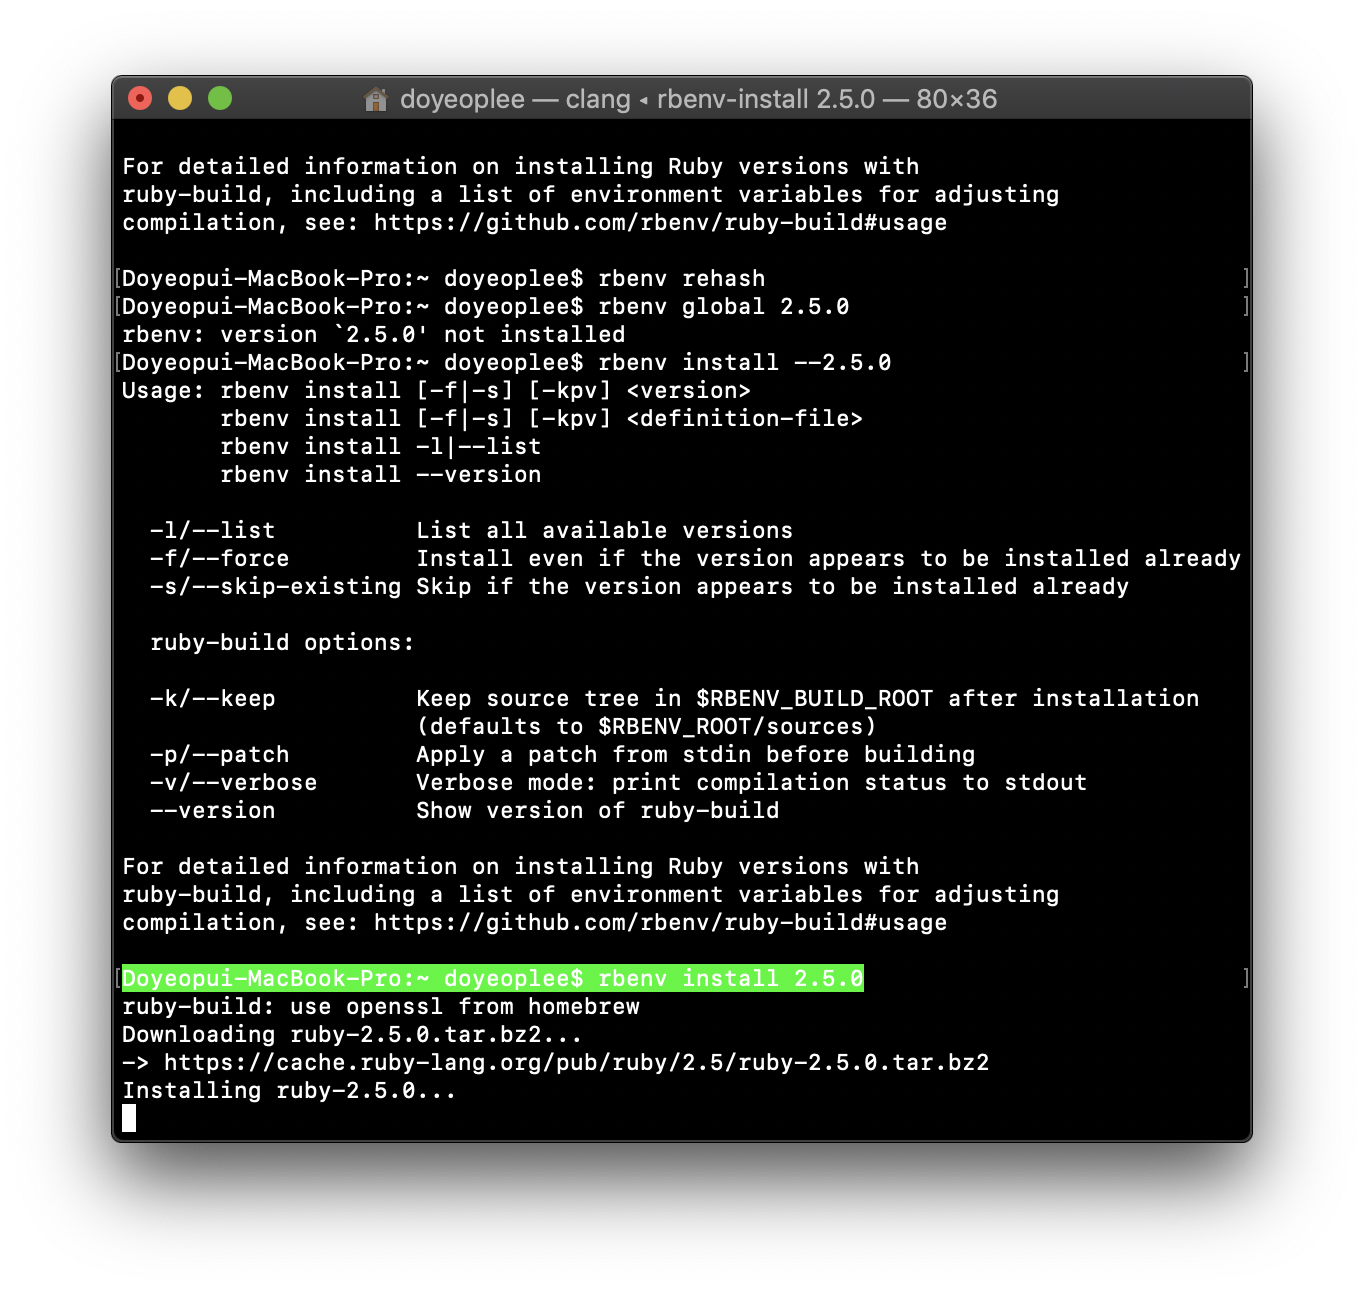 doyeoplee — clang ◂ rbenv-install 2.5.0 — 80×36
For detailed information on installing Ruby versions with
ruby-build, including a list of environment variables for adjusting
compilation, see: https://github.com/rbenv/ruby-build#usage
[Doyeopui-MacBook-Pro:~ doyeoplee$ rbenv rehash ]
[Doyeopui-MacBook-Pro:~ doyeoplee$ rbenv global 2.5.0 ]
rbenv: version `2.5.0' not installed
[Doyeopui-MacBook-Pro:~ doyeoplee$ rbenv install --2.5.0 ]
Usage: rbenv install [-f|-s] [-kpv] <version>
       rbenv install [-f|-s] [-kpv] <definition-file>
       rbenv install -l|--list
       rbenv install --version
  -l/--list          List all available versions
  -f/--force         Install even if the version appears to be installed already
  -s/--skip-existing Skip if the version appears to be installed already
  ruby-build options:
  -k/--keep          Keep source tree in $RBENV_BUILD_ROOT after installation
                     (defaults to $RBENV_ROOT/sources)
  -p/--patch         Apply a patch from stdin before building
  -v/--verbose       Verbose mode: print compilation status to stdout
  --version          Show version of ruby-build
For detailed information on installing Ruby versions with
ruby-build, including a list of environment variables for adjusting
compilation, see: https://github.com/rbenv/ruby-build#usage
[Doyeopui-MacBook-Pro:~ doyeoplee$ rbenv install 2.5.0 ]
ruby-build: use openssl from homebrew
Downloading ruby-2.5.0.tar.bz2...
-> https://cache.ruby-lang.org/pub/ruby/2.5/ruby-2.5.0.tar.bz2
Installing ruby-2.5.0...